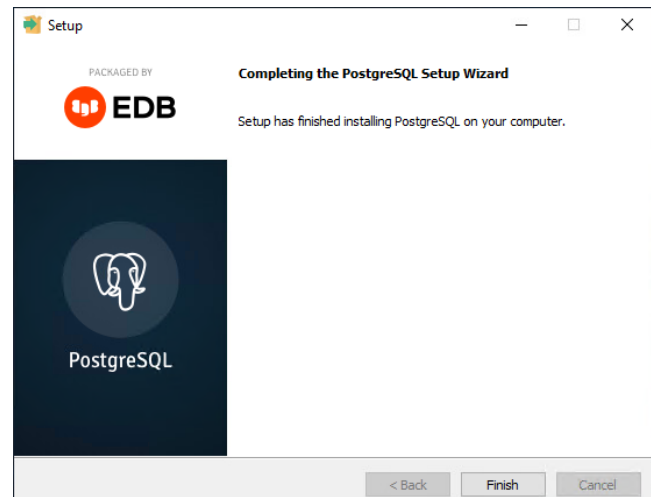 Setup
PACKAGED BY
EDB
Completing the PostgreSQL Setup Wizard
Setup has finished installing PostgreSQL on your computer.
PostgreSQL
< Back
Finish
Cancel